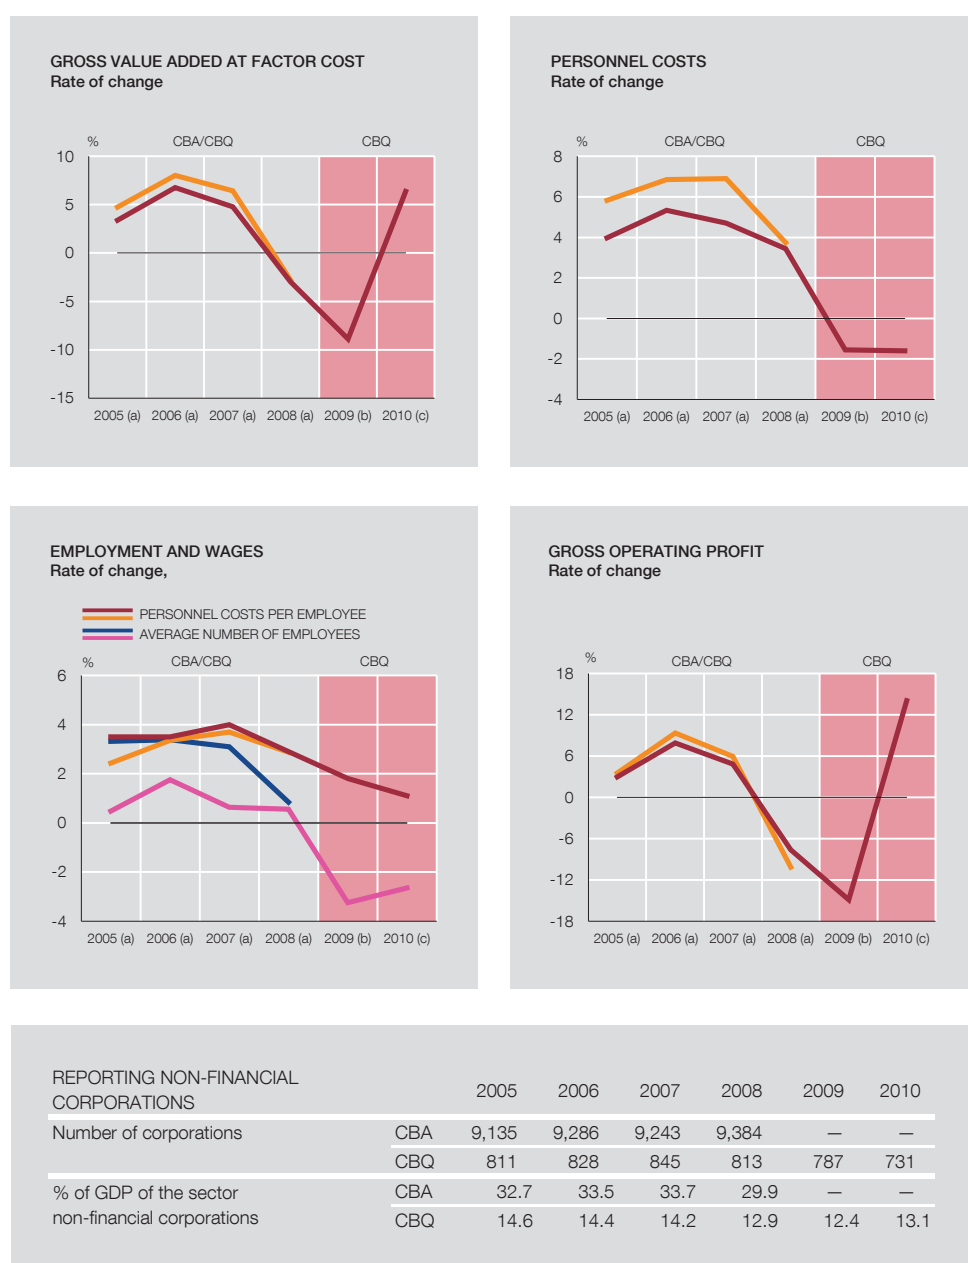 GROSS VALUE ADDED AT FACTOR COST
Rate of change
% CBA/CBQ CBQ
10
5
0
-5
-10
-15
2005 (a) 2006 (a) 2007 (a) 2008 (a) 2009 (b) 2010 (c)
PERSONNEL COSTS
Rate of change
% CBA/CBQ CBQ
8
6
4
2
0
-2
-4
2005 (a) 2006 (a) 2007 (a) 2008 (a) 2009 (b) 2010 (c)
EMPLOYMENT AND WAGES
Rate of change,
PERSONNEL COSTS PER EMPLOYEE
AVERAGE NUMBER OF EMPLOYEES
% CBA/CBQ CBQ
6
4
2
0
-2
-4
2005 (a) 2006 (a) 2007 (a) 2008 (a) 2009 (b) 2010 (c)
GROSS OPERATING PROFIT
Rate of change
% CBA/CBQ CBQ
18
12
6
0
-6
-12
-18
2005 (a) 2006 (a) 2007 (a) 2008 (a) 2009 (b) 2010 (c)
REPORTING NON-FINANCIAL
CORPORATIONS 2005 2006 2007 2008 2009 2010
Number of corporations CBA 9,135 9,286 9,243 9,384 — —
CBQ 811 828 845 813 787 731
% of GDP of the sector CBA 32.7 33.5 33.7 29.9 — —
non-financial corporations CBQ 14.6 14.4 14.2 12.9 12.4 13.1